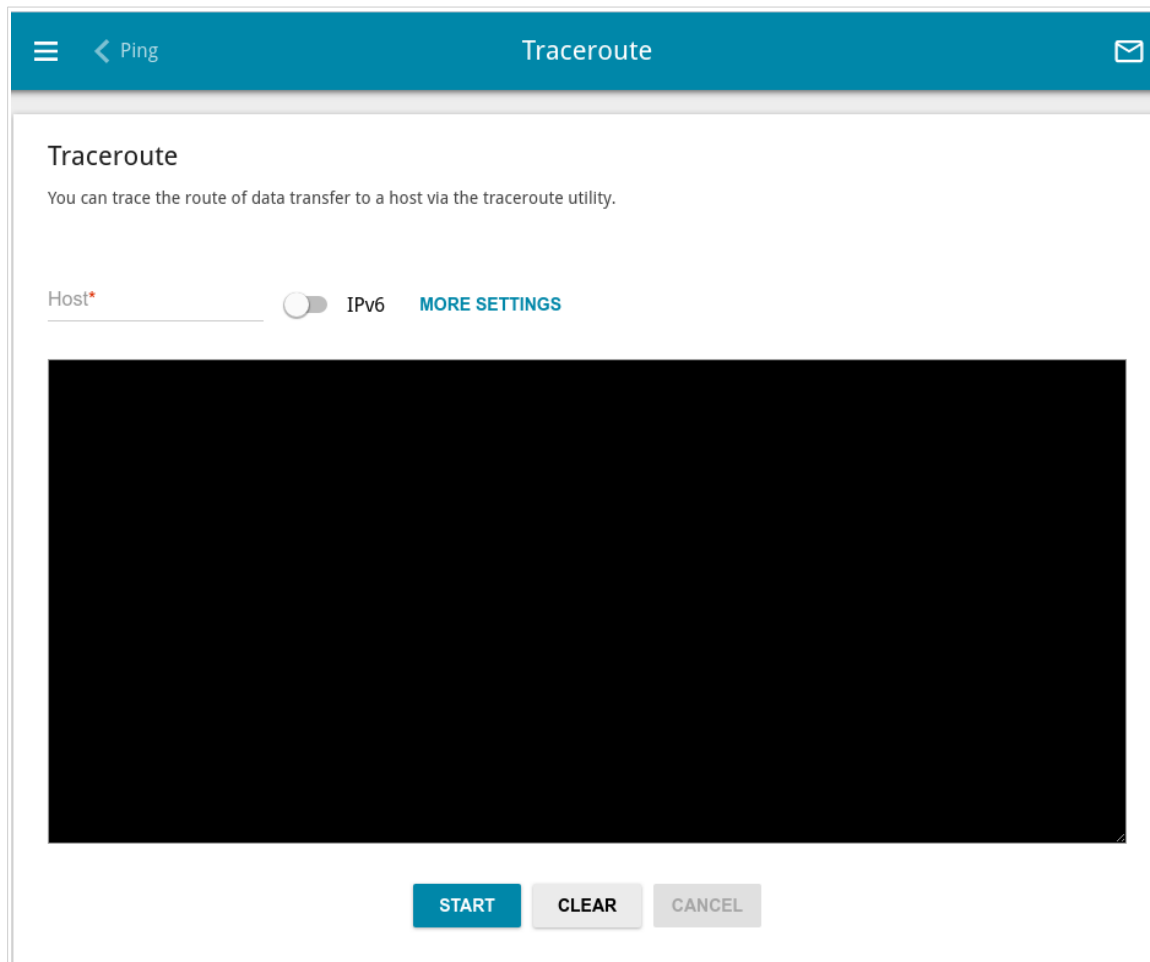 Ping
Traceroute
Traceroute
You can trace the route of data transfer to a host via the traceroute utility.
Host*
IPv6
MORE SETTINGS
START
CLEAR
CANCEL